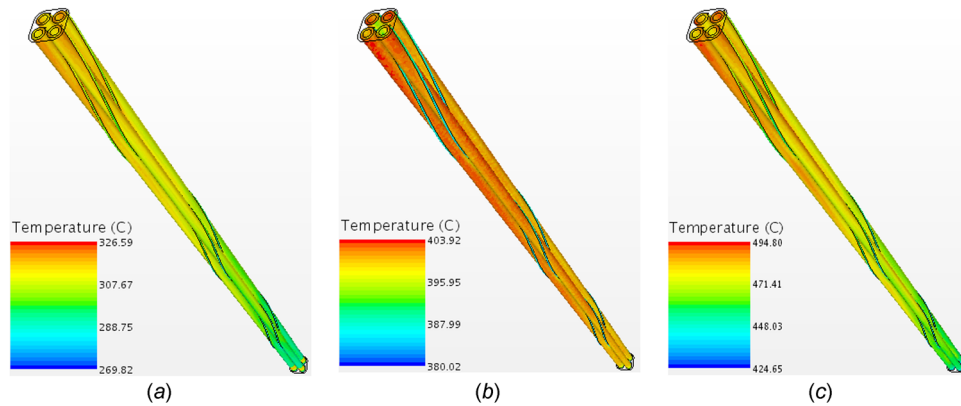 Temperature (C)
326.59
307.67
288.75
269.82
(a)
Temperature (C)
403.92
395.95
387.99
380.02
(b)
Temperature (C)
494.80
471.41
448.03
424.65
(c)